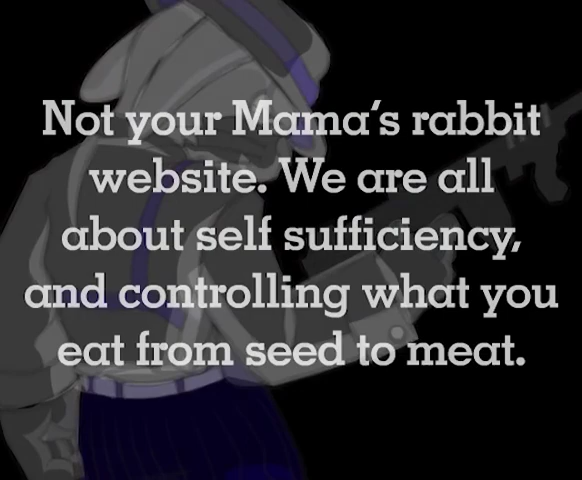 Not your Mama's rabbit
website. We are all
about self sufficiency,
and controlling what you
eat from seed to meat.